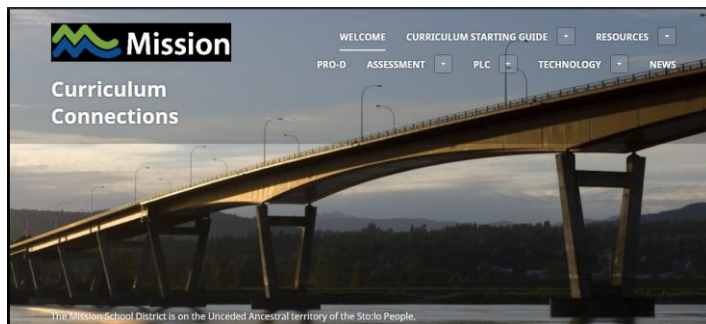 Mission
WELCOME CURRICULUM STARTING GUIDE RESOURCES
PRO-D ASSESSMENT PLC TECHNOLOGY NEWS
Curriculum
Connections
The Mission School District is on the Unceded Ancestral territory of the Sto:lo People.